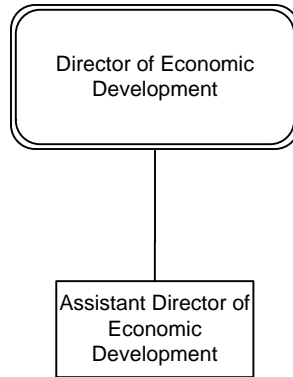 Director of Economic
Development
Assistant Director of
Economic
Development